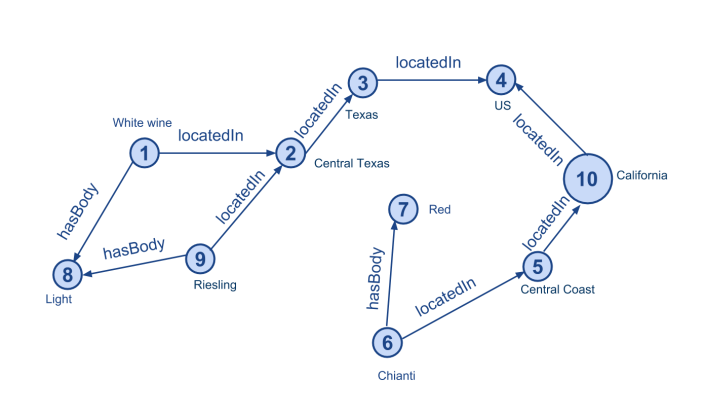 locatedIn
3
4
locatedIn
Texas
US
White wine
locatedIn
locatedIn
1
2
Central Texas
10
California
hasBody
locatedIn
7
Red
locatedIn
hasBody
8
9
5
Light
Riesling
hasBody
locatedIn
Central Coast
6
Chianti